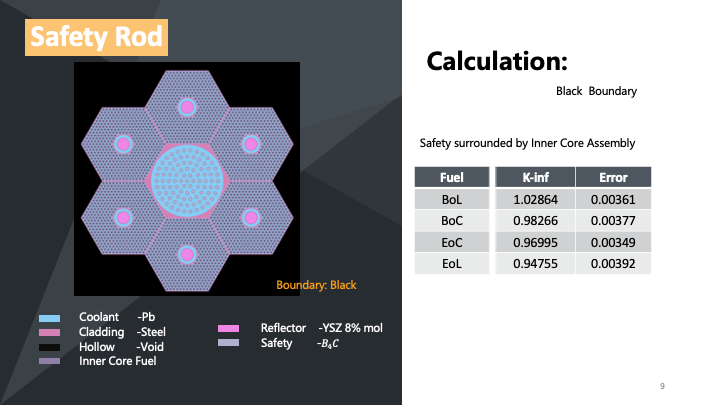 Safety Rod
Boundary: Black
Coolant -Pb
Cladding -Steel
Hollow -Void
Inner Core Fuel
Reflector -YSZ 8% mol
Safety -B₄C
Calculation:
Black Boundary
Safety surrounded by Inner Core Assembly
Fuel K-inf Error
BoL 1.02864 0.00361
BoC 0.98266 0.00377
EoC 0.96995 0.00349
EoL 0.94755 0.00392
9